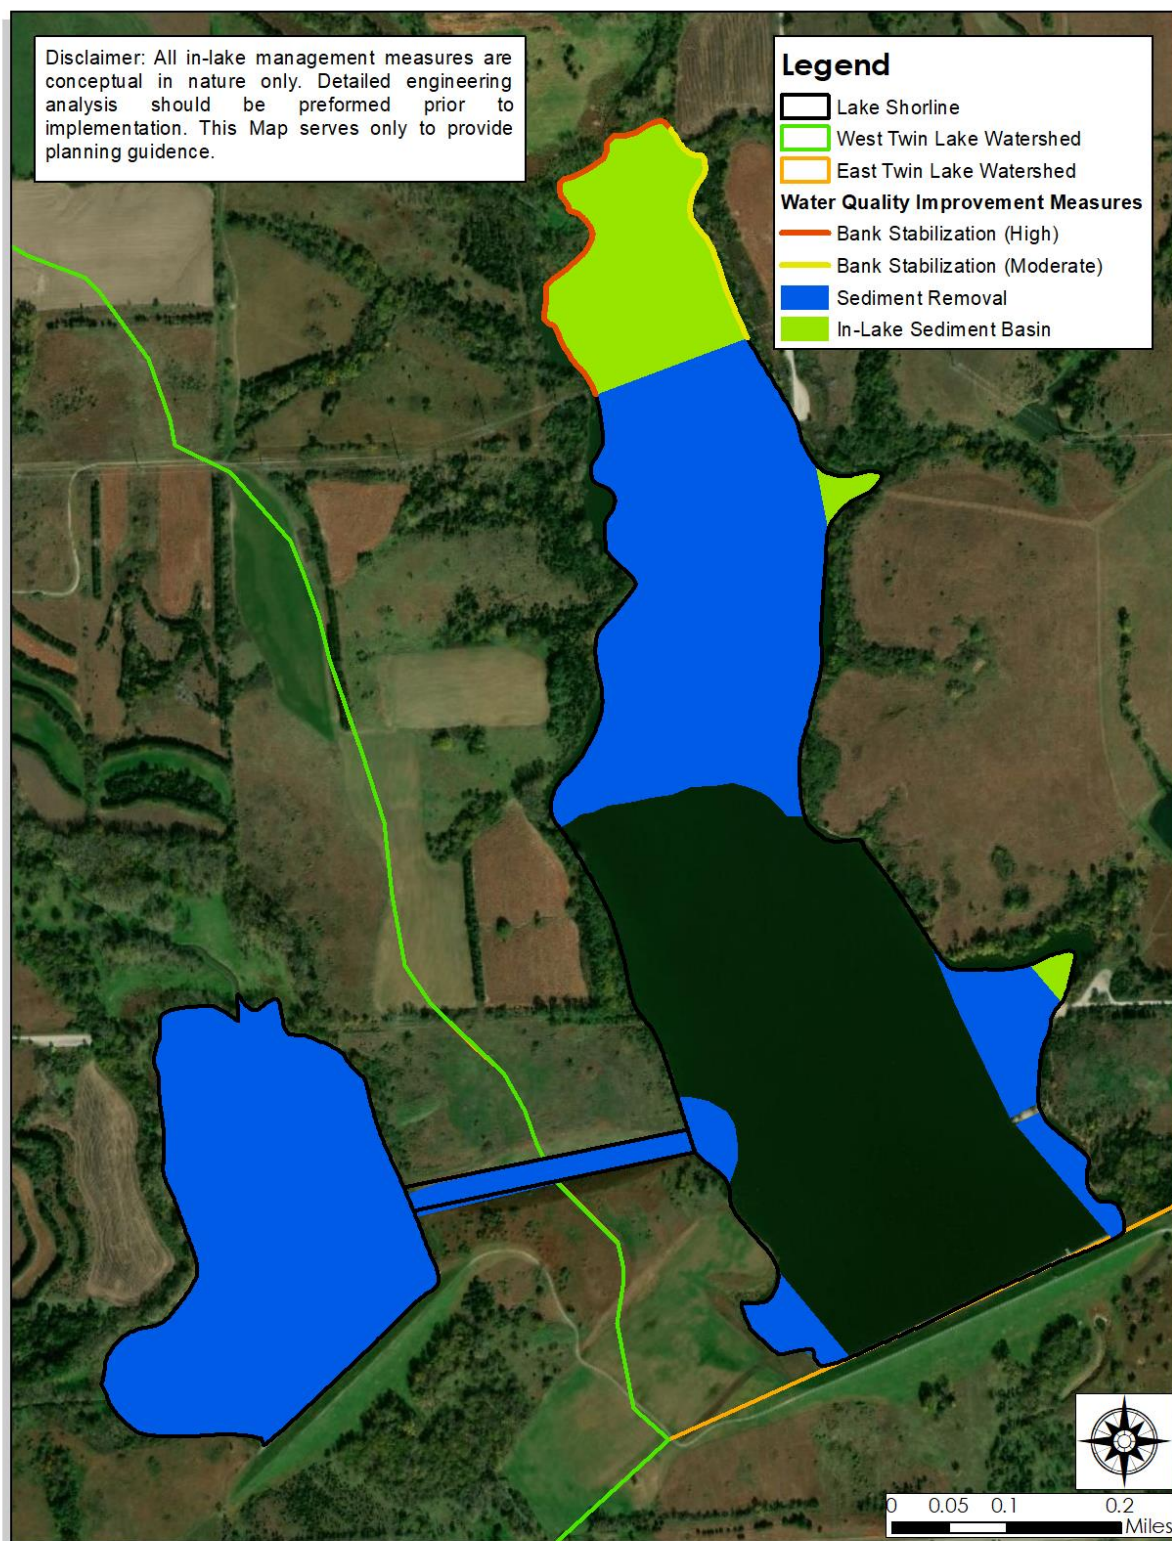 Disclaimer: All in-lake management measures are
conceptual in nature only. Detailed engineering
analysis should be preformed prior to
implementation. This Map serves only to provide
planning guidence.
Legend
Lake Shorline
West Twin Lake Watershed
East Twin Lake Watershed
Water Quality Improvement Measures
Bank Stabilization (High)
Bank Stabilization (Moderate)
Sediment Removal
In-Lake Sediment Basin
0 0.05 0.1 0.2
Miles